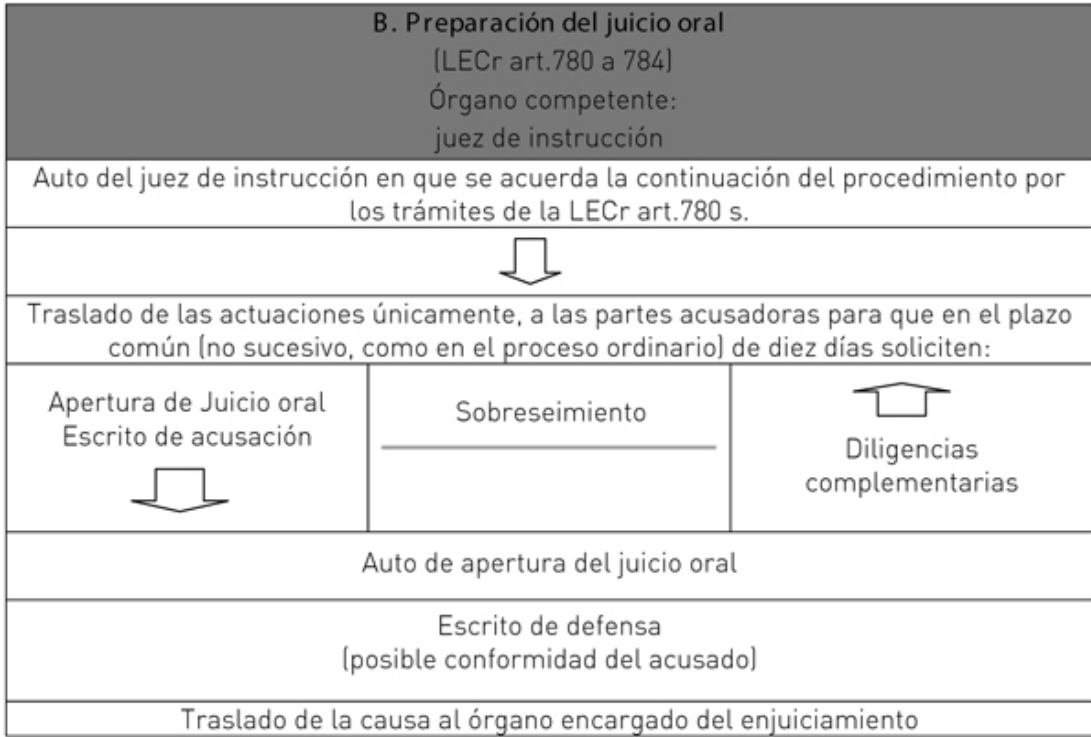 B. Preparación del juicio oral
(LECr art.780 a 784)
Órgano competente:
juez de instrucción
Auto del juez de instrucción en que se acuerda la continuación del procedimiento por
los trámites de la LECr art.780 s.
Traslado de las actuaciones únicamente, a las partes acusadoras para que en el plazo
común (no sucesivo, como en el proceso ordinario) de diez días soliciten:
Apertura de Juicio oral
Escrito de acusación
Sobreseimiento
Diligencias
complementarias
Auto de apertura del juicio oral
Escrito de defensa
(posible conformidad del acusado)
Traslado de la causa al órgano encargado del enjuiciamiento